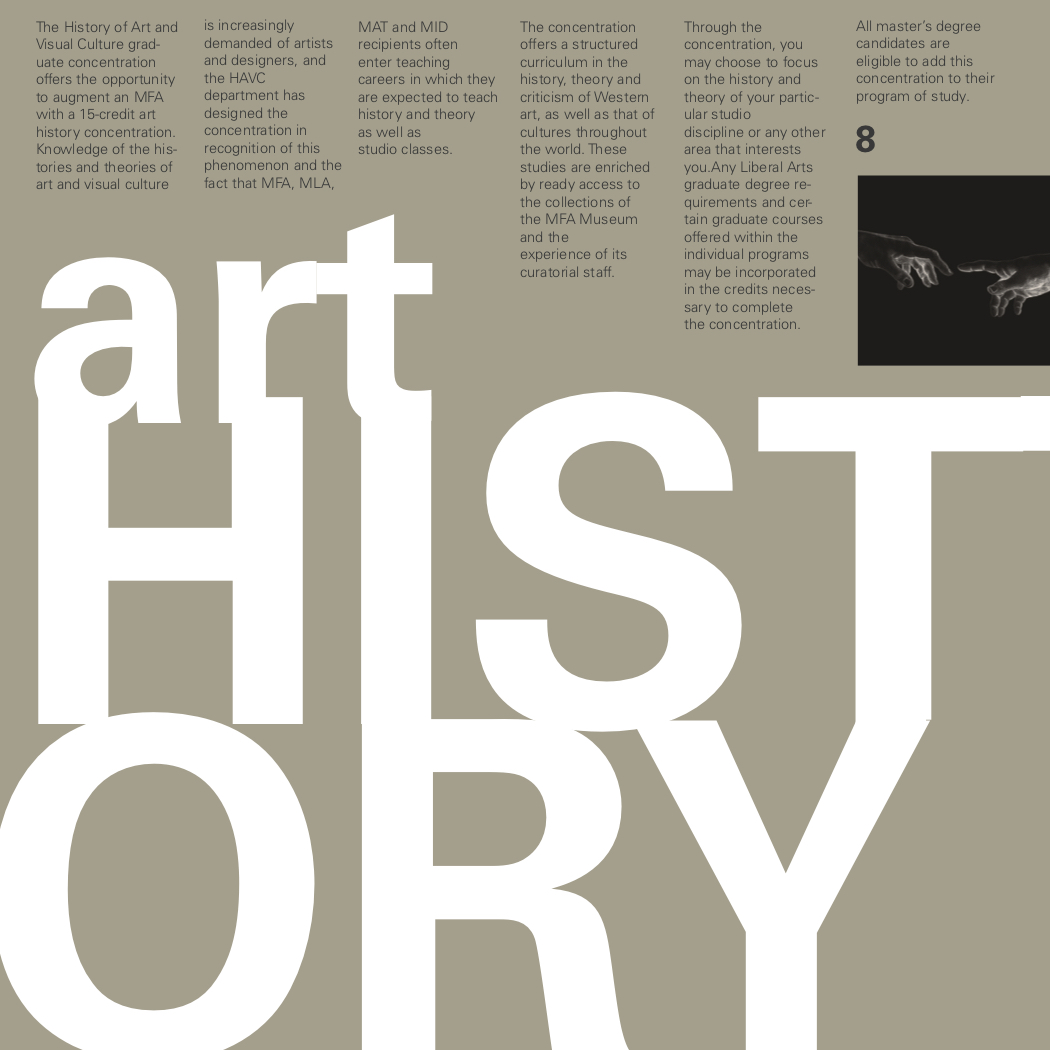 The History of Art and
Visual Culture grad-
uate concentration
offers the opportunity
to augment an MFA
with a 15-credit art
history concentration.
Knowledge of the his-
tories and theories of
art and visual culture
is increasingly
demanded of artists
and designers, and
the HAVC
department has
designed the
concentration in
recognition of this
phenomenon and the
fact that MFA, MLA,
MAT and MID
recipients often
enter teaching
careers in which they
are expected to teach
history and theory
as well as
studio classes.
The concentration
offers a structured
curriculum in the
history, theory and
criticism of Western
art, as well as that of
cultures throughout
the world. These
studies are enriched
by ready access to
the collections of
the MFA Museum
and the
experience of its
curatorial staff.
Through the
concentration, you
may choose to focus
on the history and
theory of your partic-
ular studio
discipline or any other
area that interests
you.Any Liberal Arts
graduate degree re-
quirements and cer-
tain graduate courses
offered within the
individual programs
may be incorporated
in the credits neces-
sary to complete
the concentration.
All master's degree
candidates are
eligible to add this
concentration to their
program of study.
8
art
HIST
ORY